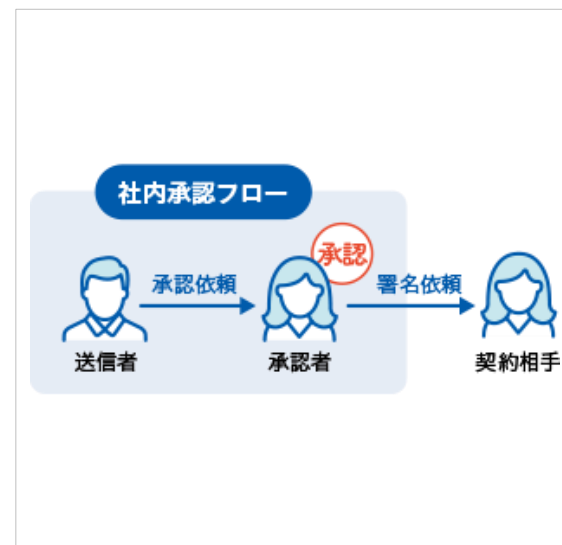 社内承認フロー
承認
承認依頼
署名依頼
送信者
承認者
契約相手